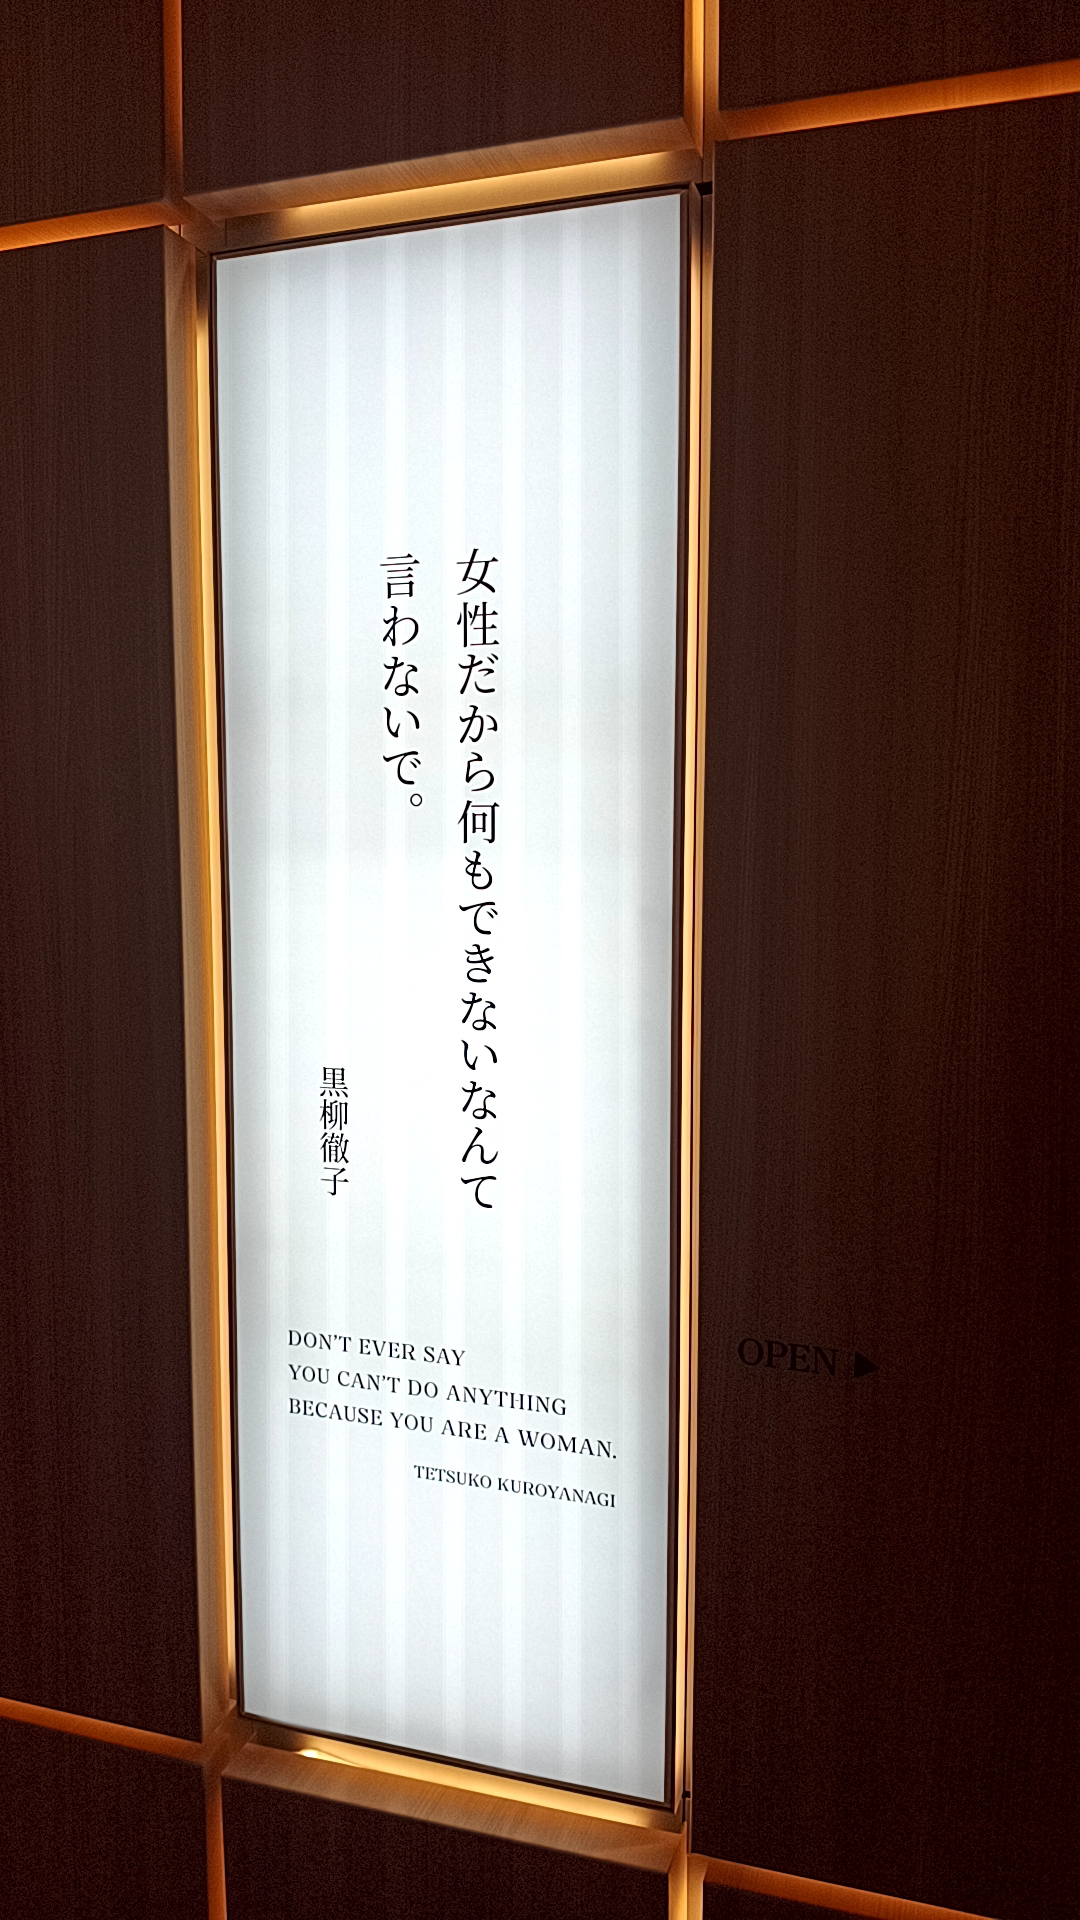 女性だから何もできないなんて
言わないで。
黒柳徹子
DON'T EVER SAY
YOU CAN'T DO ANYTHING
BECAUSE YOU ARE A WOMAN.
TETSUKO KUROYANAGI
OPEN ▶